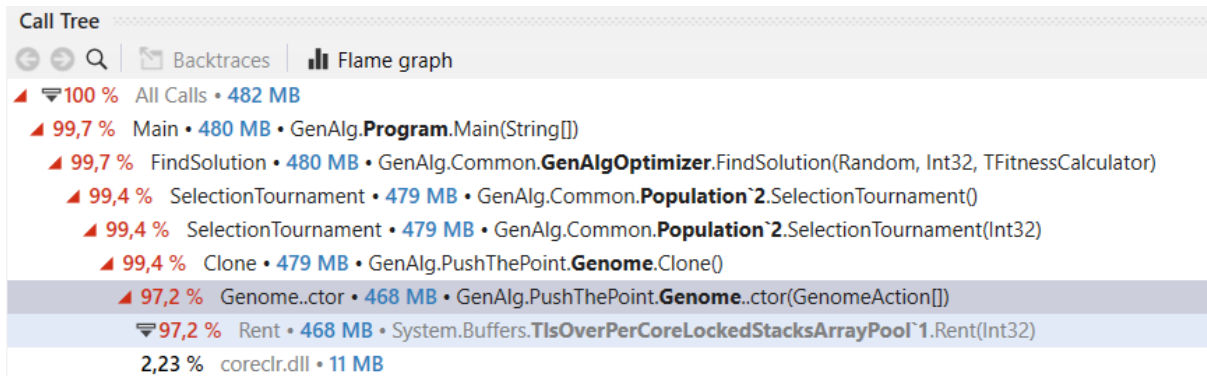 Call Tree
Backtraces Flame graph
100 % All Calls • 482 MB
99,7 % Main • 480 MB • GenAlg.Program.Main(String[])
99,7 % FindSolution • 480 MB • GenAlg.Common.GenAlgOptimizer.FindSolution(Random, Int32, TFitnessCalculator)
99,4 % SelectionTournament • 479 MB • GenAlg.Common.Population`2.SelectionTournament()
99,4 % SelectionTournament • 479 MB • GenAlg.Common.Population`2.SelectionTournament(Int32)
99,4 % Clone • 479 MB • GenAlg.PushThePoint.Genome.Clone()
97,2 % Genome..ctor • 468 MB • GenAlg.PushThePoint.Genome..ctor(GenomeAction[])
97,2 % Rent • 468 MB • System.Buffers.TlsOverPerCoreLockedStacksArrayPool`1.Rent(Int32)
2,23 % coreclr.dll • 11 MB